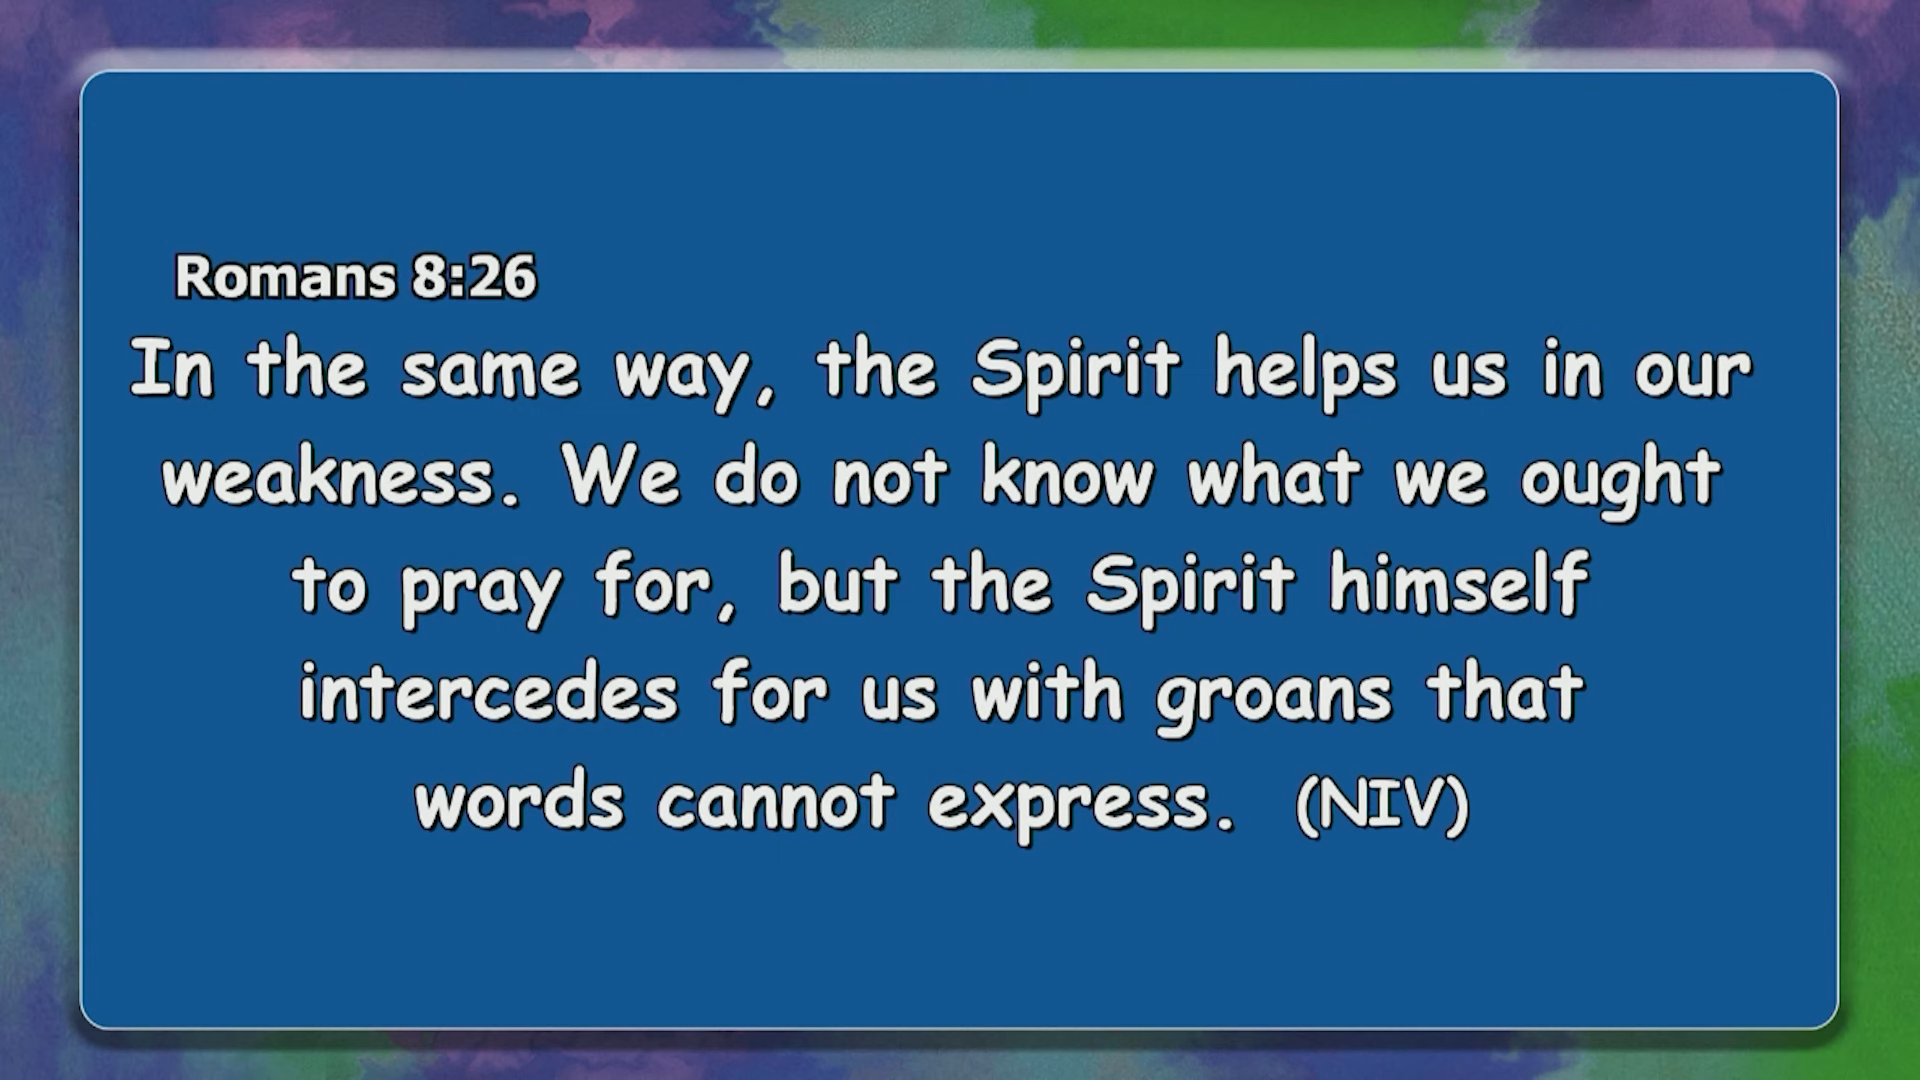 Romans 8:26
In the same way, the Spirit helps us in our
weakness. We do not know what we ought
to pray for, but the Spirit himself
intercedes for us with groans that
words cannot express. (NIV)